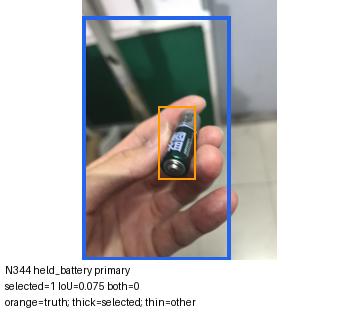 N344 held_battery primary
selected=1 IoU=0.075 both=0
orange=truth; thick=selected; thin=other